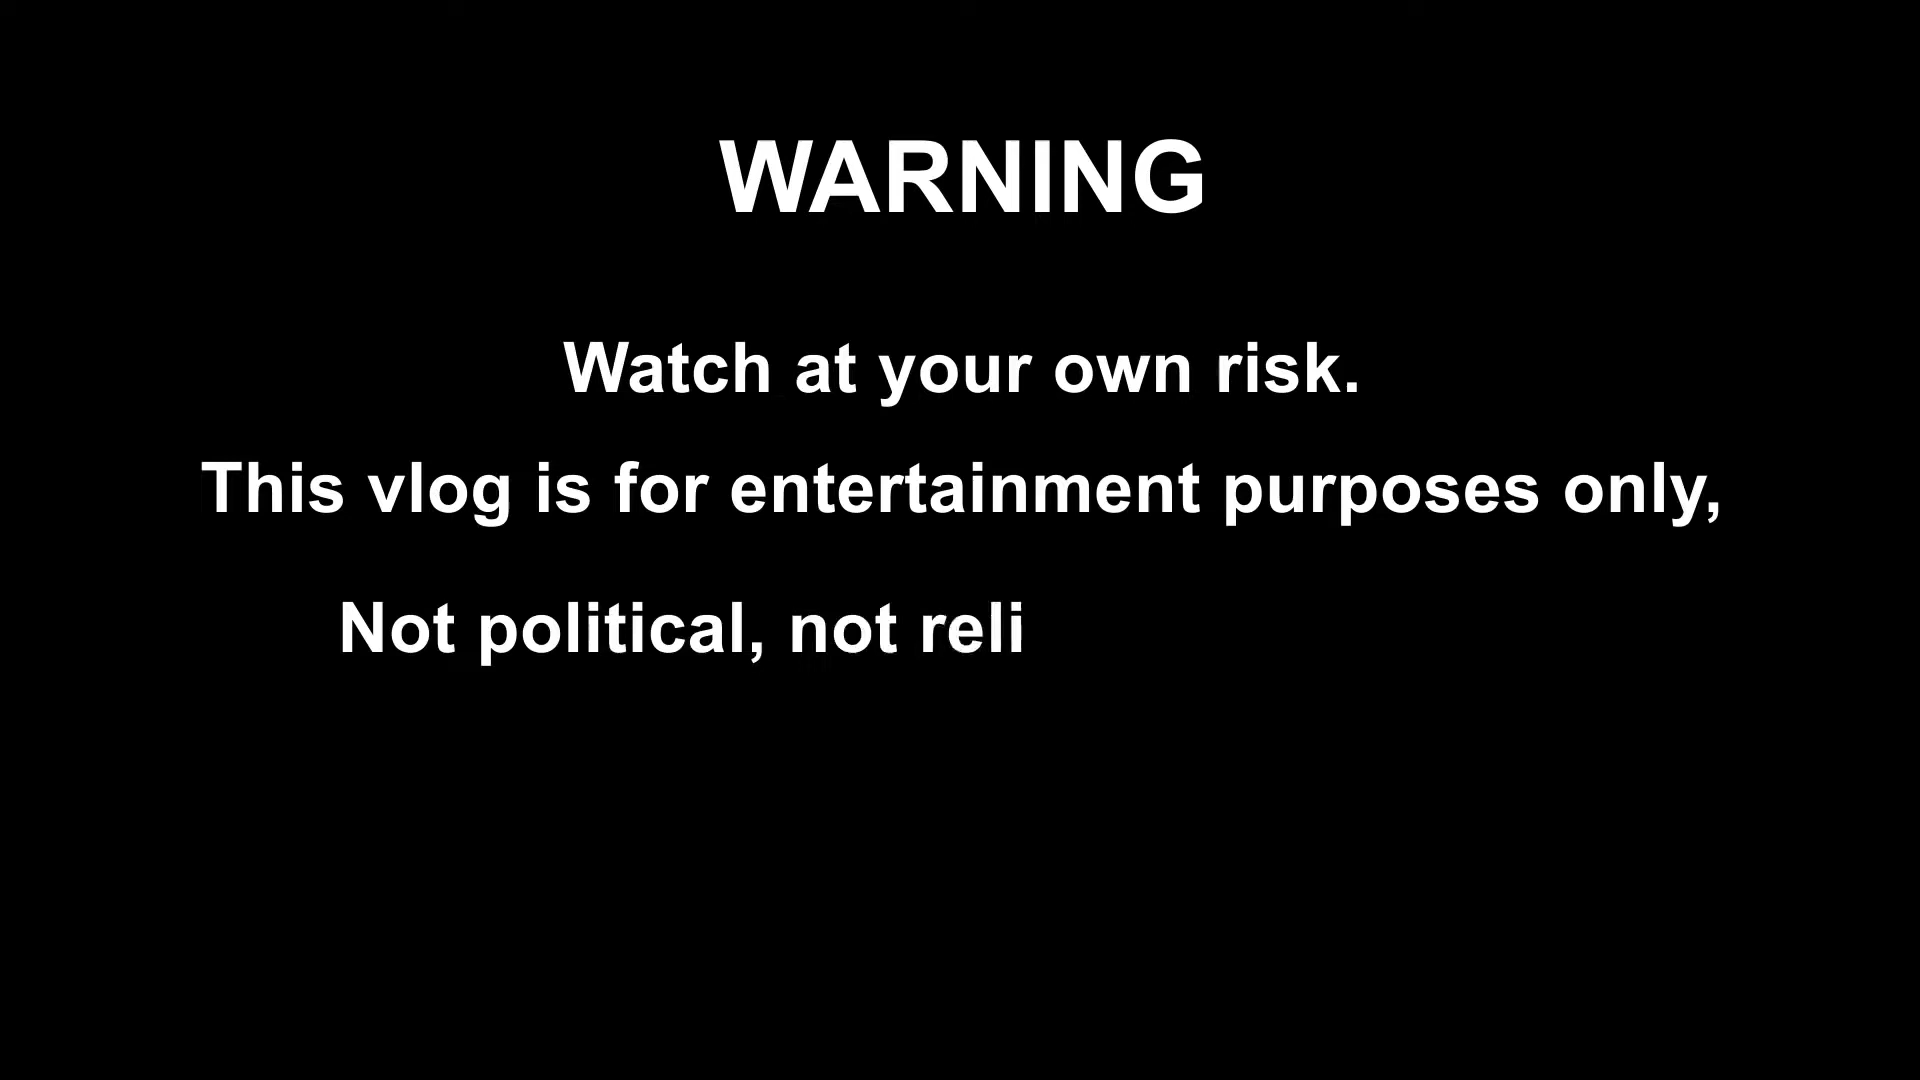 WARNING
Watch at your own risk.
This vlog is for entertainment purposes only,
Not political, not reli